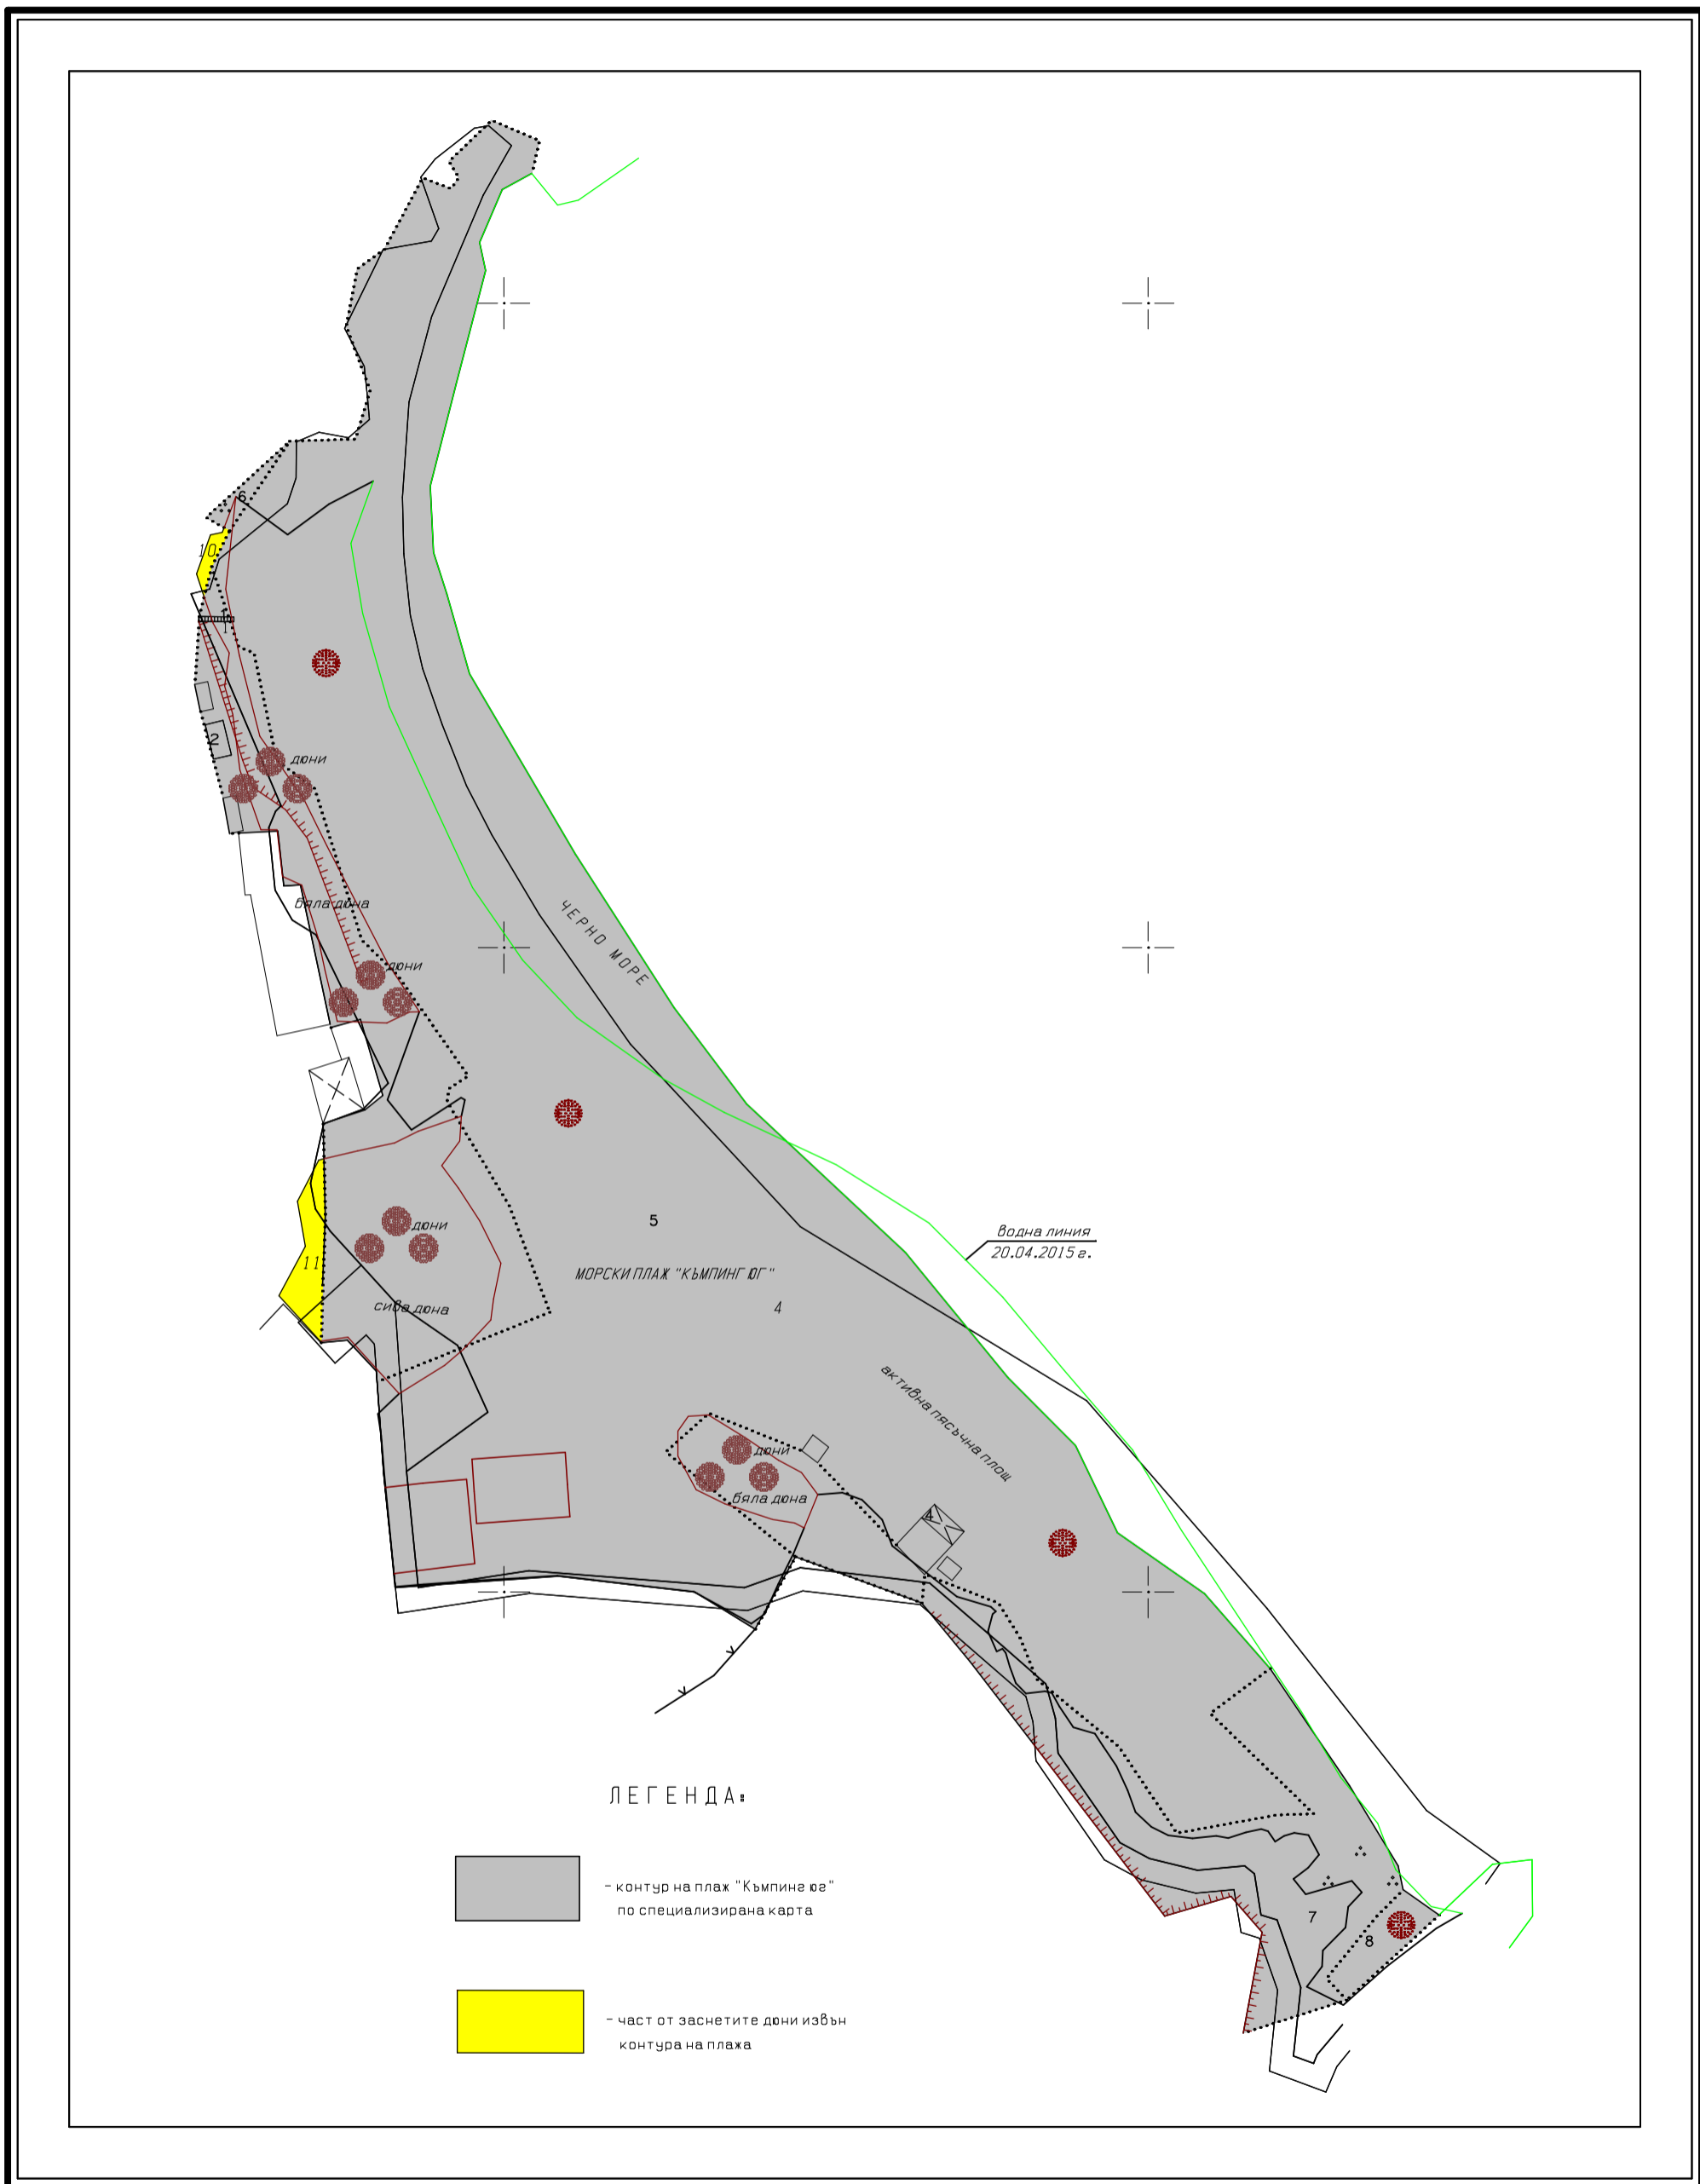 6
10
1
2
дюни
бяла дюна
дюни
ЧЕРНО МОРЕ
дюни
11
сива дюна
5
МОРСКИ ПЛАЖ "КЪМПИНГ ЮГ"
4
водна линия
20.04.2015 г.
активна пясъчна площ
дюни
бяла дюна
4
7
8
ЛЕГЕНДА:
- контур на плаж "Къмпинг юг"
по специализирана карта
- част от заснетите дюни извън
контура на плажа